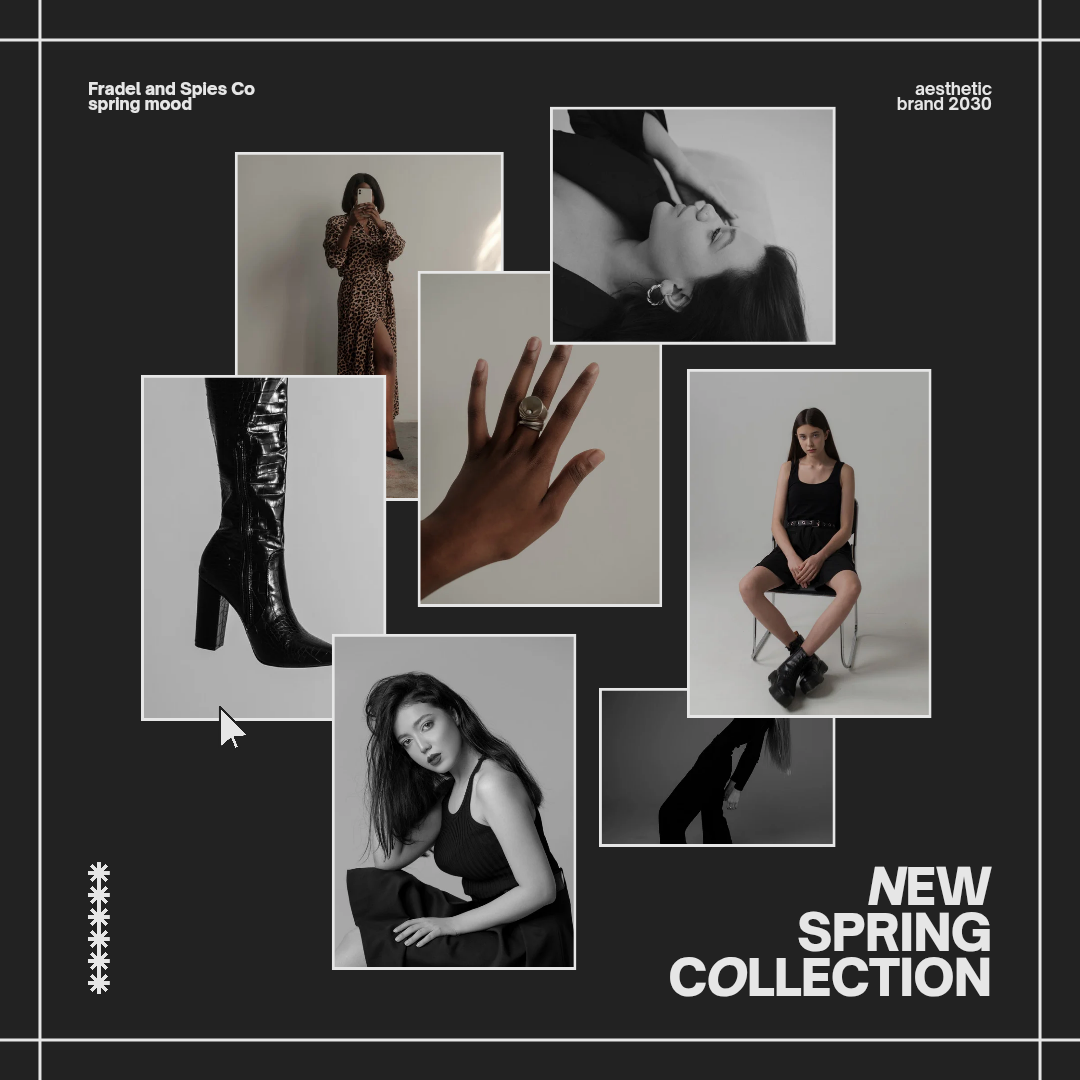 Fradel and Spies Co
spring mood
aesthetic
brand 2030
NEW
SPRING
COLLECTION